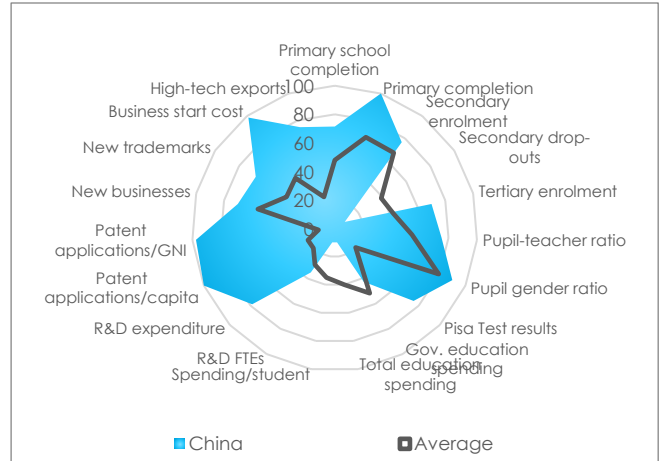 Primary school
completion
Primary completion
Secondary
enrolment
Secondary drop-
outs
Tertiary enrolment
Pupil-teacher ratio
Pupil gender ratio
Pisa Test results
Gov. education
spending
Total education
spending
Spending/student
R&D FTEs
R&D expenditure
Patent
applications/capita
Patent
applications/GNI
New businesses
New trademarks
Business start cost
High-tech exports
100
80
60
40
20
0
China
Average